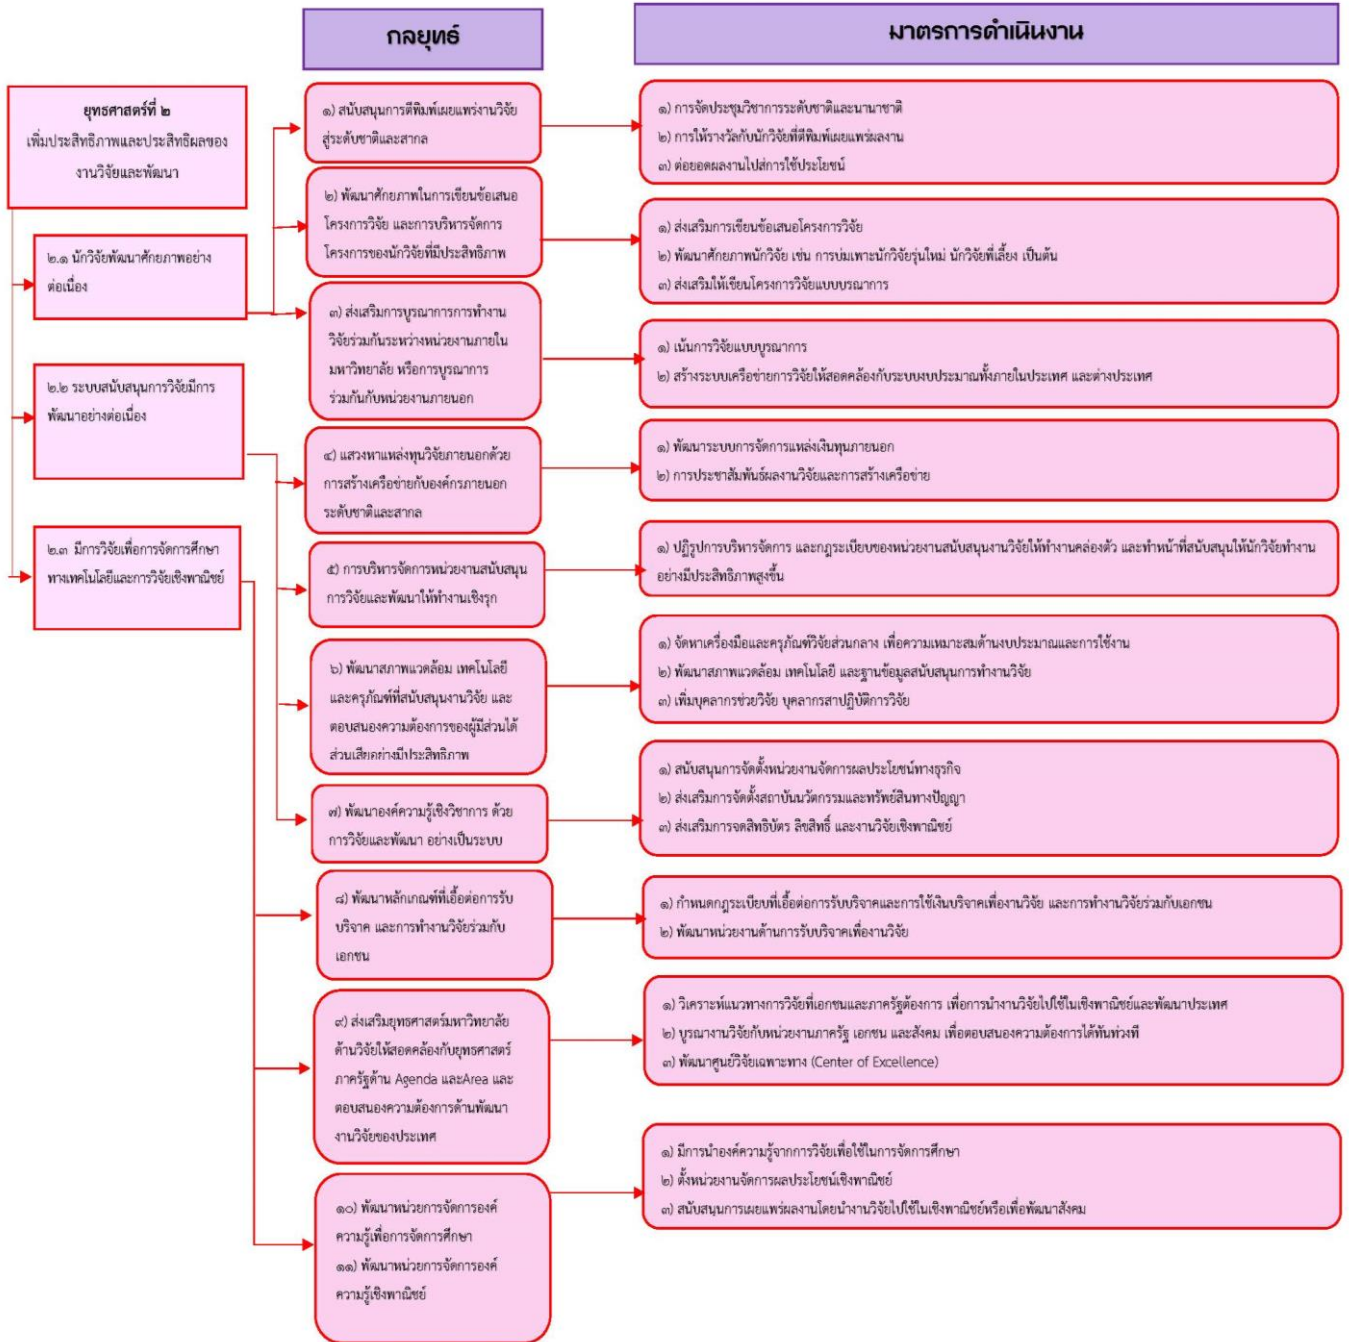 กลยุทธ์
มาตรการดำเนินงาน
ยุทธศาสตร์ที่ ๒
เพิ่มประสิทธิภาพและประสิทธิผลของ
งานวิจัยและพัฒนา
๒.๑ นักวิจัยพัฒนาศักยภาพอย่าง
ต่อเนื่อง
๒.๒ ระบบสนับสนุนการวิจัยมีการ
พัฒนาอย่างต่อเนื่อง
๒.๓ มีการวิจัยเพื่อการจัดการศึกษา
ทางเทคโนโลยีและการวิจัยเชิงพาณิชย์
๑) สนับสนุนการตีพิมพ์เผยแพร่งานวิจัย
สู่ระดับชาติและสากล
๑) การจัดประชุมวิชาการระดับชาติและนานาชาติ
๒) การให้รางวัลกับนักวิจัยที่ตีพิมพ์เผยแพร่ผลงาน
๓) ต่อยอดผลงานไปส่การใช้ประโยชน์
๒) พัฒนาศักยภาพในการเขียนข้อเสนอ
โครงการวิจัย และการบริหารจัดการ
โครงการของนักวิจัยที่มีประสิทธิภาพ
๑) ส่งเสริมการเขียนข้อเสนอโครงการวิจัย
๒) พัฒนาศักยภาพนักวิจัย เช่น การบ่มเพาะนักวิจัยรุ่นใหม่ นักวิจัยพี่เลี้ยง เป็นต้น
๓) ส่งเสริมให้เขียนโครงการวิจัยแบบบูรณาการ
๓) ส่งเสริมการบูรณาการการทำงาน
วิจัยร่วมกันระหว่างหน่วยงานภายใน
มหาวิทยาลัย หรือการบูรณาการ
ร่วมกันกับหน่วยงานภายนอก
๑) เน้นการวิจัยแบบบูรณาการ
๒) สร้างระบบเครือข่ายการวิจัยให้สอดคล้องกับระบบงบประมาณทั้งภายในประเทศ และต่างประเทศ
๔) แสวงหาแหล่งทุนวิจัยภายนอกด้วย
การสร้างเครือข่ายกับองค์กรภายนอก
ระดับชาติและสากล
๑) พัฒนาระบบการจัดการแหล่งเงินทุนภายนอก
๒) การประชาสัมพันธ์ผลงานวิจัยและการสร้างเครือข่าย
๕) การบริหารจัดการหน่วยงานสนับสนุน
การวิจัยและพัฒนาให้ทำงานเชิงรุก
๑) ปฏิรูปการบริหารจัดการ และกฎระเบียบของหน่วยงานสนับสนุนงานวิจัยให้ทำงานคล่องตัว และทำหน้าที่สนับสนุนให้นักวิจัยทำงาน
อย่างมีประสิทธิภาพสูงขึ้น
๖) พัฒนาสภาพแวดล้อม เทคโนโลยี
และครุภัณฑ์ที่สนับสนุนงานวิจัย และ
ตอบสนองความต้องการของผู้มีส่วนได้
ส่วนเสียอย่างมีประสิทธิภาพ
๑) จัดหาเครื่องมือและครุภัณฑ์วิจัยส่วนกลาง เพื่อความเหมาะสมด้านงบประมาณและการใช้งาน
๒) พัฒนาสภาพแวดล้อม เทคโนโลยี และฐานข้อมูลสนับสนุนการทำงานวิจัย
๓) เพิ่มบุคลากรช่วยวิจัย บุคลากรสาปฏิบัติการวิจัย
๗) พัฒนาองค์ความรู้เชิงวิชาการ ด้วย
การวิจัยและพัฒนา อย่างเป็นระบบ
๑) สนับสนุนการจัดตั้งหน่วยงานจัดการผลประโยชน์ทางธุรกิจ
๒) ส่งเสริมการจัดตั้งสถาบันนวัตกรรมและทรัพย์สินทางปัญญา
๓) ส่งเสริมการจดสิทธิบัตร ลิขสิทธิ์ และงานวิจัยเชิงพาณิชย์
๘) พัฒนาหลักเกณฑ์ที่เอื้อต่อการรับ
บริจาค และการทำงานวิจัยร่วมกับ
เอกชน
๑) กำหนดกฎระเบียบที่เอื้อต่อการรับบริจาคและการใช้เงินบริจาคเพื่องานวิจัย และการทำงานวิจัยร่วมกับเอกชน
๒) พัฒนาหน่วยงานด้านการรับบริจาคเพื่องานวิจัย
๙) ส่งเสริมยุทธศาสตร์มหาวิทยาลัย
ด้านวิจัยให้สอดคล้องกับยุทธศาสตร์
ภาครัฐด้าน Agenda และArea และ
ตอบสนองความต้องการด้านพัฒนา
งานวิจัยของประเทศ
๑) วิเคราะห์แนวทางการวิจัยที่เอกชนและภาครัฐต้องการ เพื่อการนำงานวิจัยไปใช้ในเชิงพาณิชย์และพัฒนาประเทศ
๒) บูรณางานวิจัยกับหน่วยงานภาครัฐ เอกชน และสังคม เพื่อตอบสนองความต้องการได้ทันท่วงที
๓) พัฒนาศูนย์วิจัยเฉพาะทาง (Center of Excellence)
๑๐) พัฒนาหน่วยการจัดการองค์
ความรู้เพื่อการจัดการศึกษา
๑๑) พัฒนาหน่วยการจัดการองค์
ความรู้เชิงพาณิชย์
๑) มีการนำองค์ความรู้จากการวิจัยเพื่อใช้ในการจัดการศึกษา
๒) ตั้งหน่วยงานจัดการผลประโยชน์เชิงพาณิชย์
๓) สนับสนุนการเผยแพร่ผลงานโดยนำงานวิจัยไปใช้ในเชิงพาณิชย์หรือเพื่อพัฒนาสังคม